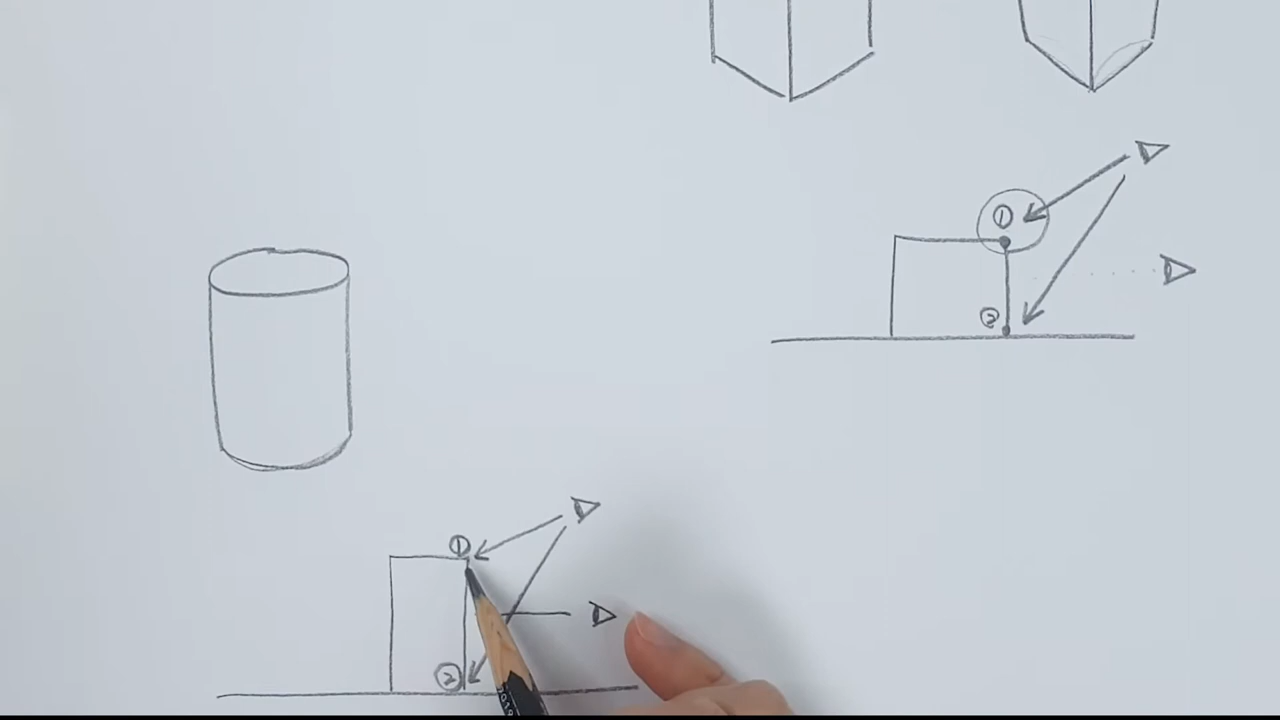 ①
②
①
②